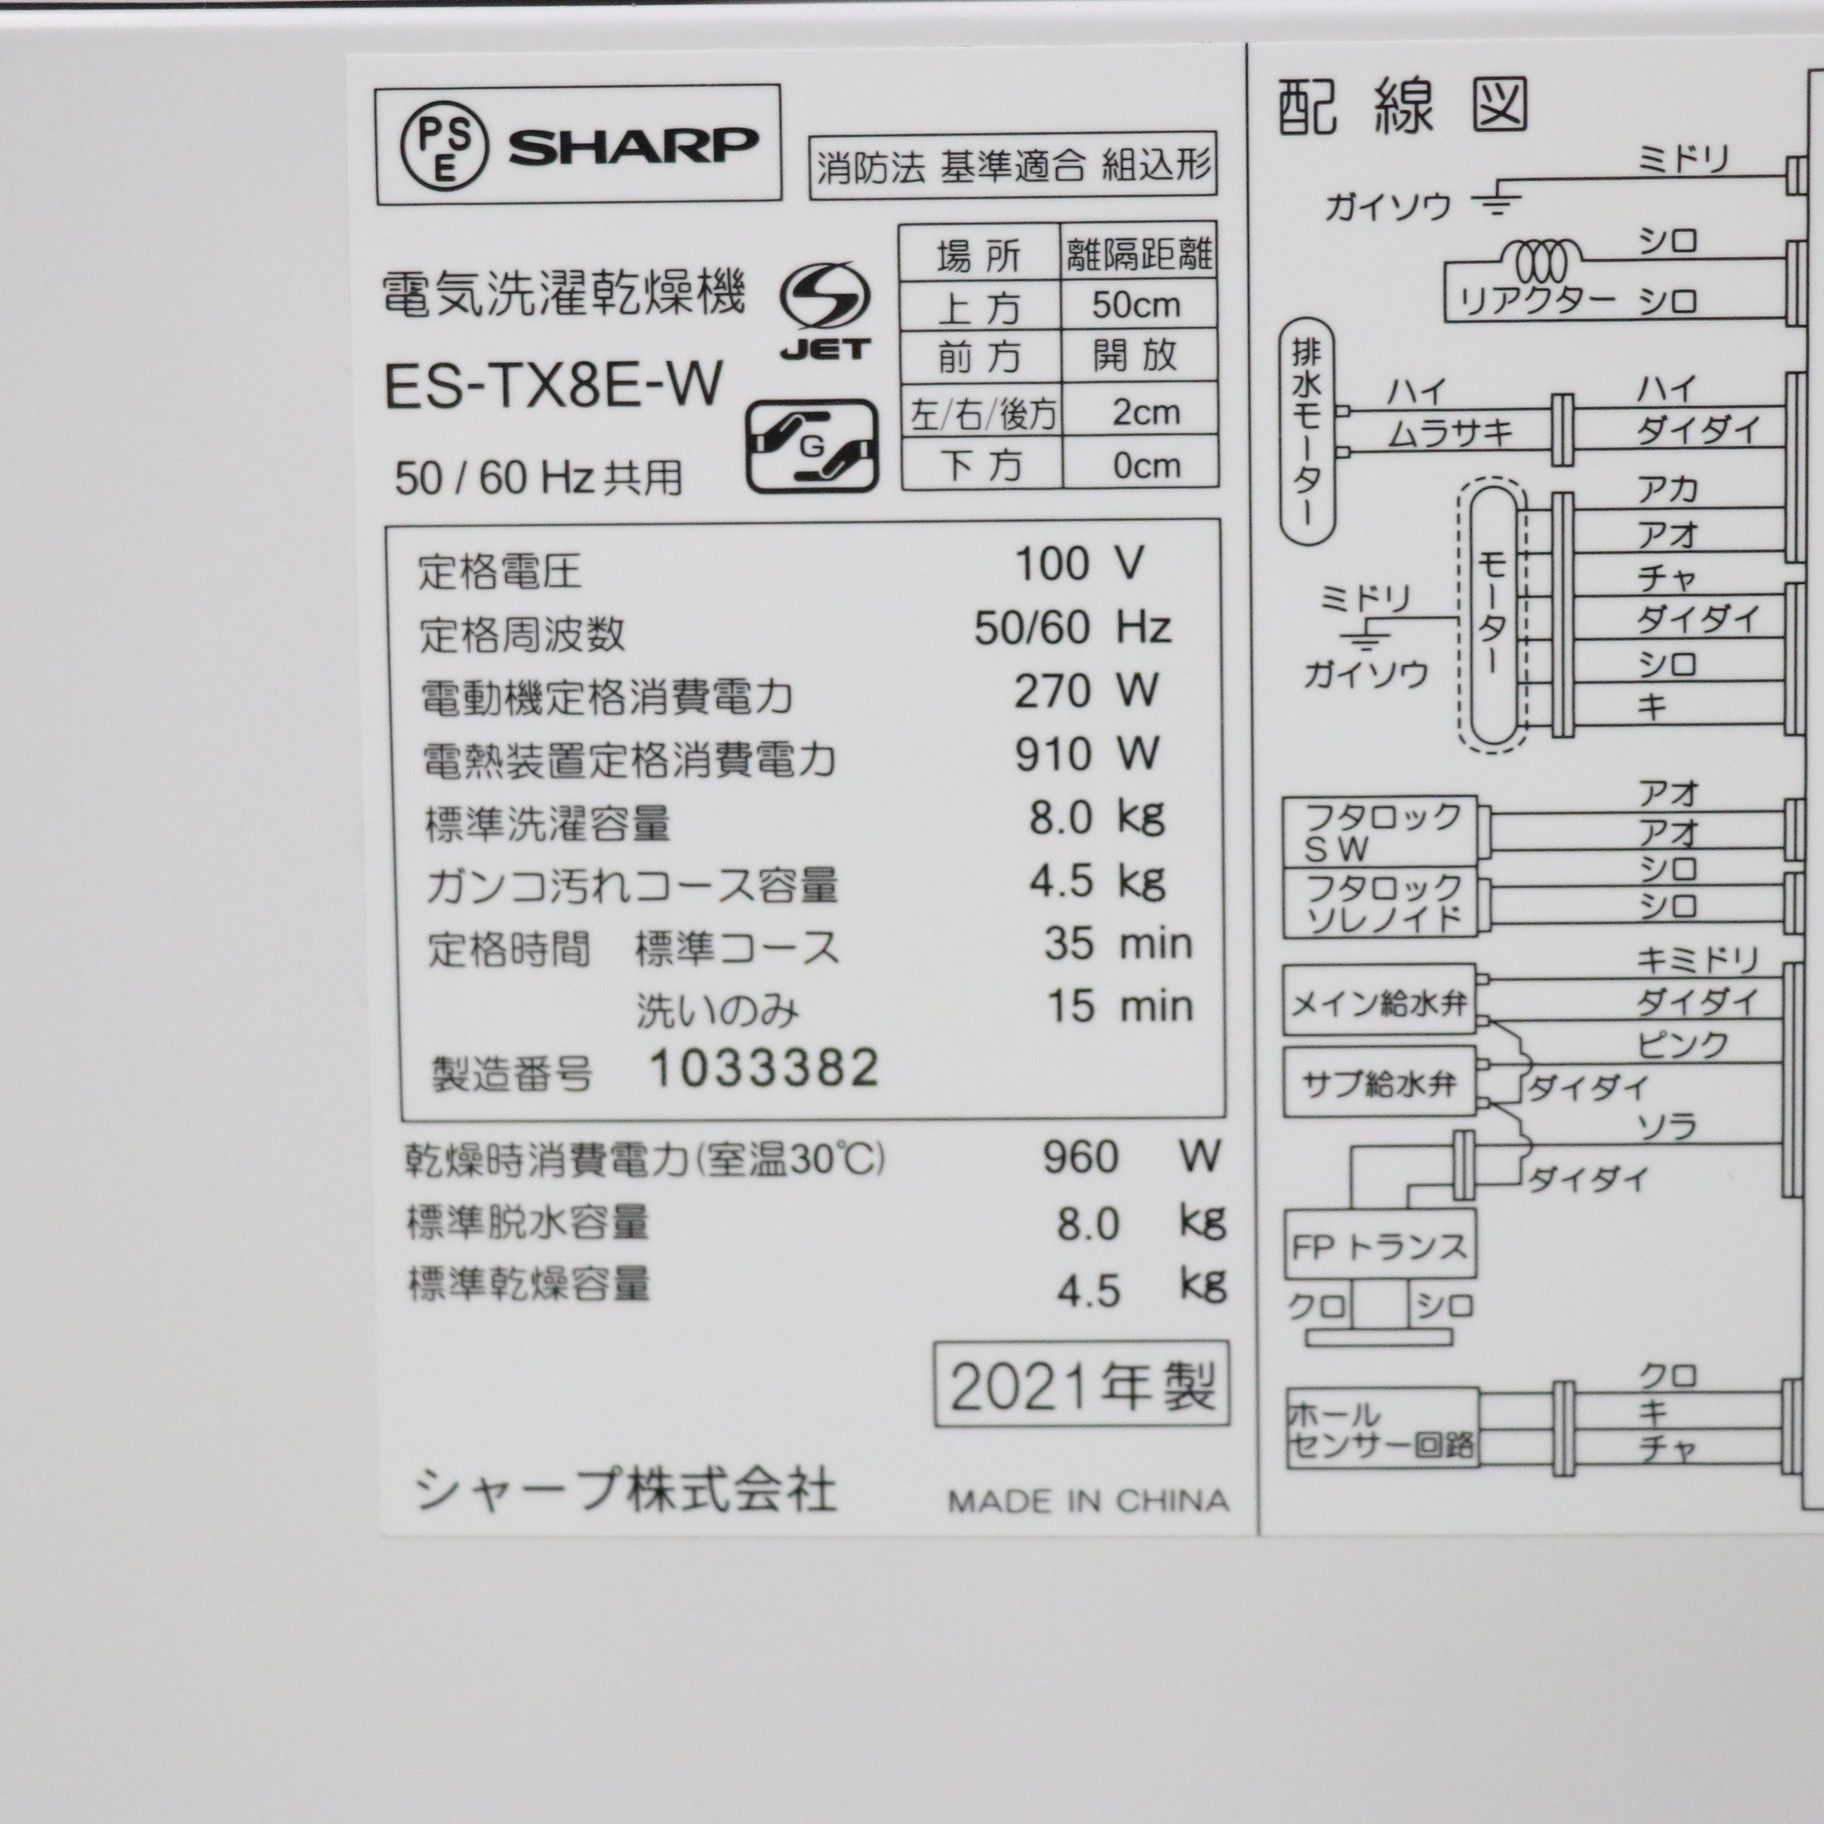 PSE SHARP
消防法 基準適合 組込形
電気洗濯乾燥機
JET
ES-TX8E-W
G
50 / 60 Hz 共用
場所 離隔距離
上方 50cm
前方 開放
左/右/後方 2cm
下方 0cm
定格電圧 100 V
定格周波数 50/60 Hz
電動機定格消費電力 270 W
電熱装置定格消費電力 910 W
標準洗濯容量 8.0 kg
ガンコ汚れコース容量 4.5 kg
定格時間 標準コース 35 min
洗いのみ 15 min
製造番号 1033382
乾燥時消費電力(室温30℃) 960 W
標準脱水容量 8.0 kg
標準乾燥容量 4.5 kg
2021年製
シャープ株式会社 MADE IN CHINA
配線図
ミドリ
ガイソウ
シロ
リアクター シロ
排水モーター
ハイ ハイ
ムラサキ ダイダイ
モーター
アカ
アオ
チャ
ミドリ ダイダイ
ガイソウ シロ
キ
フタロック
SW
アオ
アオ
フタロック
ソレノイド
シロ
シロ
メイン給水弁
キミドリ
ダイダイ
サブ給水弁
ピンク
ダイダイ
ソラ
ダイダイ
FPトランス
クロ シロ
ホール
センサー回路
クロ
キ
チャ